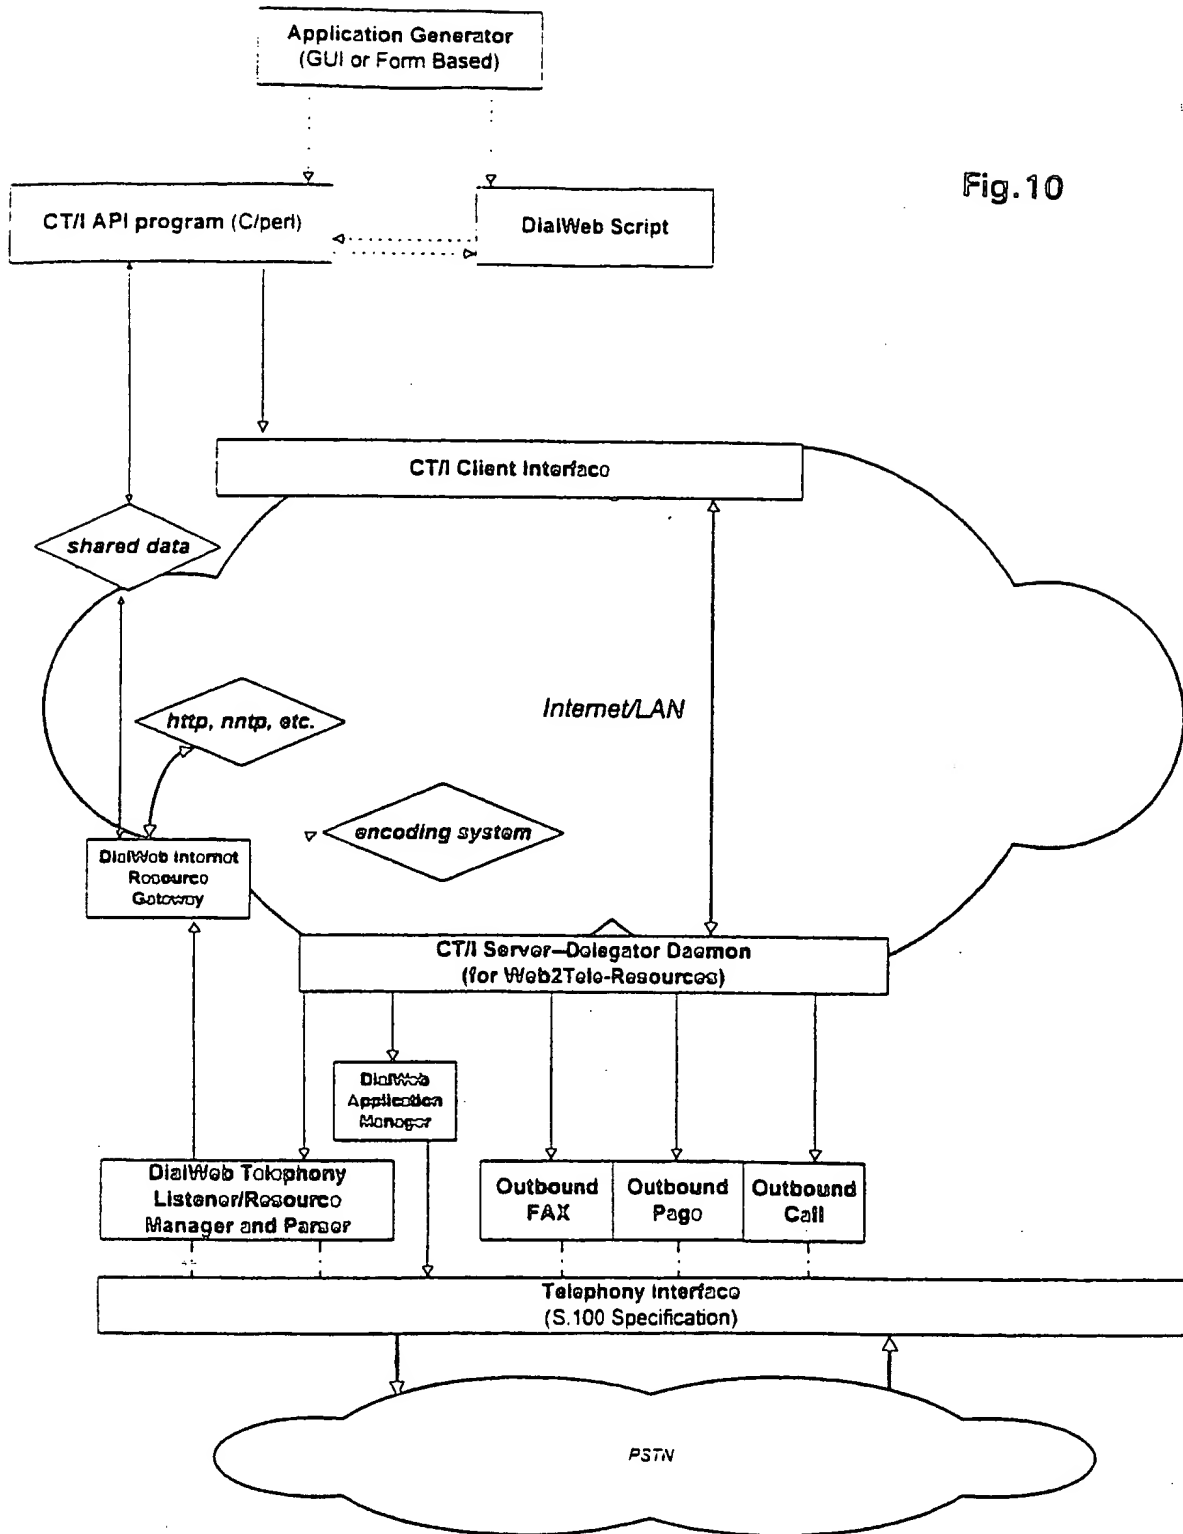 Application Generator
(GUI or Form Based)
Fig.10
CT/I API program (C/perl)
DialWeb Script
CT/I Client Interface
shared data
http, nntp, etc.
Internet/LAN
encoding system
DialWeb Internet
Resource
Gateway
CT/I Server–Delegator Daemon
(for Web2Tele-Resources)
DialWeb
Application
Manager
DialWeb Telephony
Listener/Resource
Manager and Parser
Outbound
FAX
Outbound
Page
Outbound
Call
Telephony Interface
(S.100 Specification)
PSTN